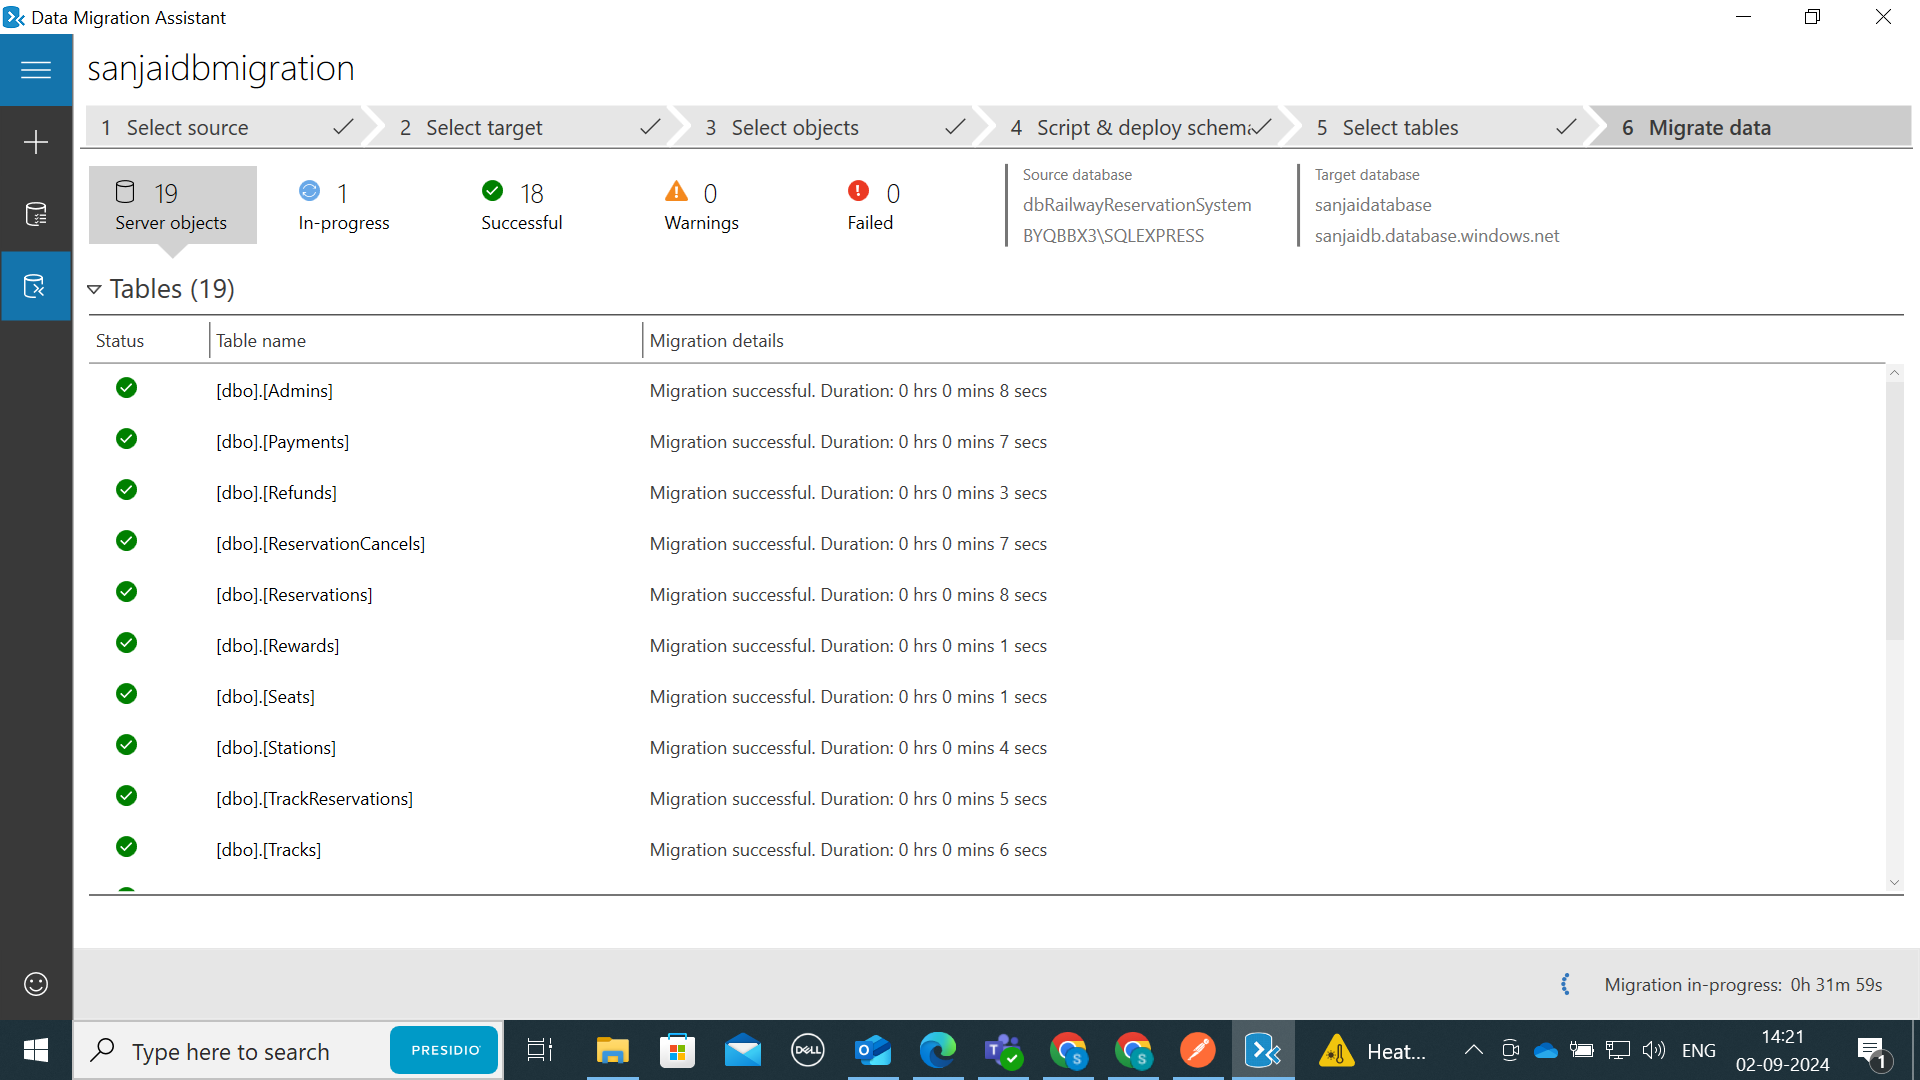 Data Migration Assistant
sanjaidbmigration
1 Select source
2 Select target
3 Select objects
4 Script & deploy schema
5 Select tables
6 Migrate data
19
Server objects
1
In-progress
18
Successful
0
Warnings
0
Failed
Source database
dbRailwayReservationSystem
BYQBBX3\SQLEXPRESS
Target database
sanjaidatabase
sanjaidb.database.windows.net
Tables (19)
Status Table name Migration details
[dbo].[Admins] Migration successful. Duration: 0 hrs 0 mins 8 secs
[dbo].[Payments] Migration successful. Duration: 0 hrs 0 mins 7 secs
[dbo].[Refunds] Migration successful. Duration: 0 hrs 0 mins 3 secs
[dbo].[ReservationCancels] Migration successful. Duration: 0 hrs 0 mins 7 secs
[dbo].[Reservations] Migration successful. Duration: 0 hrs 0 mins 8 secs
[dbo].[Rewards] Migration successful. Duration: 0 hrs 0 mins 1 secs
[dbo].[Seats] Migration successful. Duration: 0 hrs 0 mins 1 secs
[dbo].[Stations] Migration successful. Duration: 0 hrs 0 mins 4 secs
[dbo].[TrackReservations] Migration successful. Duration: 0 hrs 0 mins 5 secs
[dbo].[Tracks] Migration successful. Duration: 0 hrs 0 mins 6 secs
Migration in-progress: 0h 31m 59s
Type here to search
PRESIDIO
DELL
S
S
Heat...
ENG
14:21
02-09-2024
1